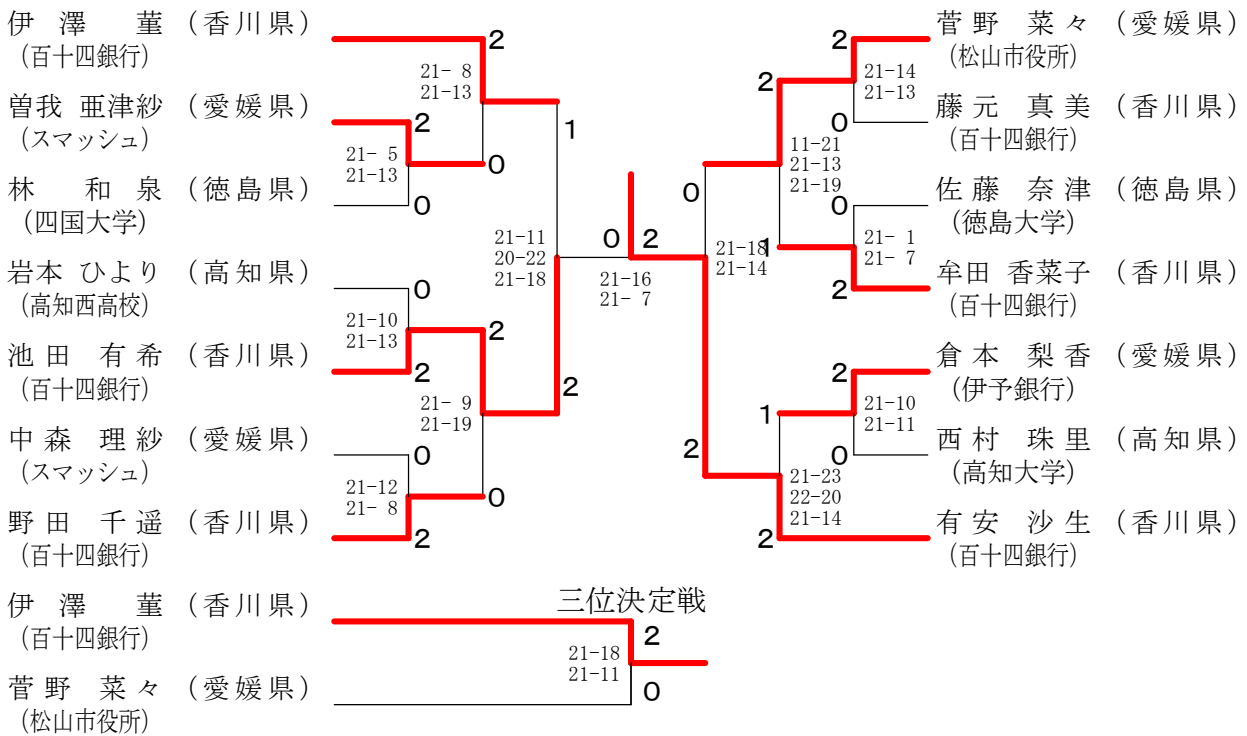 伊 澤　　菫 （香川県）
（百十四銀行）
曽我 亜津紗 （愛媛県）
（スマッシュ）
林　　和 泉 （徳島県）
（四国大学）
岩本 ひより （高知県）
（高知西高校）
池 田　有 希 （香川県）
（百十四銀行）
中 森　理 紗 （愛媛県）
（スマッシュ）
野 田　千 遥 （香川県）
（百十四銀行）
2
21- 8
21-13
2
0
21- 5
21-13
0
1
0
21-10
21-13
2
2
21- 9
21-19
0
21-12
21- 8
2
0
21-11
20-22
21-18
2
0 2
21-16
21- 7
0
21-18
21-14
2
2
11-21
21-13
21-19
1
2
21-14
21-13
0
0
21- 1
21- 7
2
1
21-23
22-20
21-14
2
2
21-10
21-11
0
菅 野　菜 々 （愛媛県）
（松山市役所）
藤 元　真 美 （香川県）
（百十四銀行）
佐 藤　奈 津 （徳島県）
（徳島大学）
牟田 香菜子 （香川県）
（百十四銀行）
倉 本　梨 香 （愛媛県）
（伊予銀行）
西 村　珠 里 （高知県）
（高知大学）
有 安　沙 生 （香川県）
（百十四銀行）
三位決定戦
伊 澤　　菫 （香川県）
（百十四銀行）
菅 野　菜 々 （愛媛県）
（松山市役所）
2
21-18
21-11
0